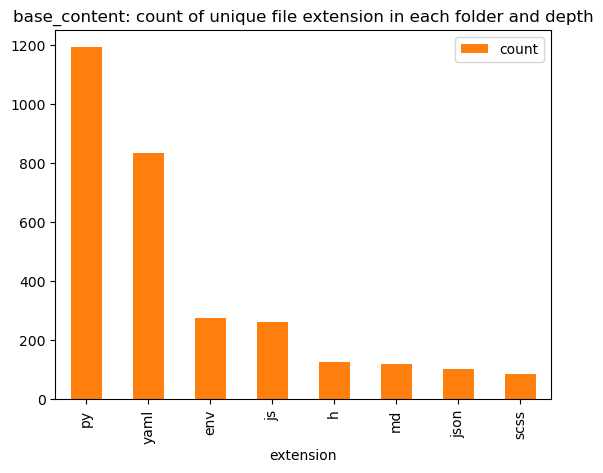 base_content: count of unique file extension in each folder and depth
count
1200
1000
800
600
400
200
0
py
yaml
env
js
h
md
json
scss
extension